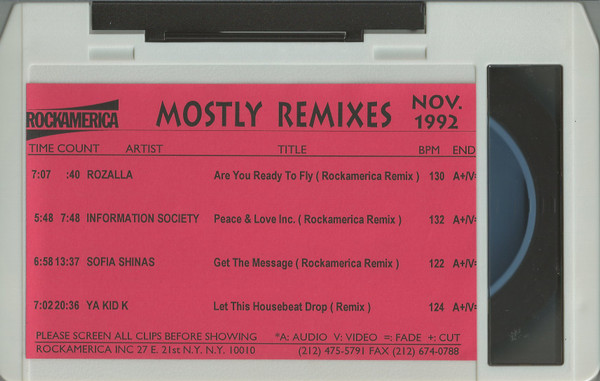 ROCKAMERICA MOSTLY REMIXES NOV. 1992
TIME COUNT ARTIST TITLE BPM END
7:07 :40 ROZALLA Are You Ready To Fly ( Rockamerica Remix ) 130 A+/V=
5:48 7:48 INFORMATION SOCIETY Peace & Love Inc. ( Rockamerica Remix ) 132 A+/V=
6:58 13:37 SOFIA SHINAS Get The Message ( Rockamerica Remix ) 122 A+/V=
7:02 20:36 YA KID K Let This Housebeat Drop ( Remix ) 124 A+/V=
PLEASE SCREEN ALL CLIPS BEFORE SHOWING *A: AUDIO V: VIDEO =: FADE +: CUT
ROCKAMERICA INC 27 E. 21st N.Y. N.Y. 10010 (212) 475-5791 FAX (212) 674-0788